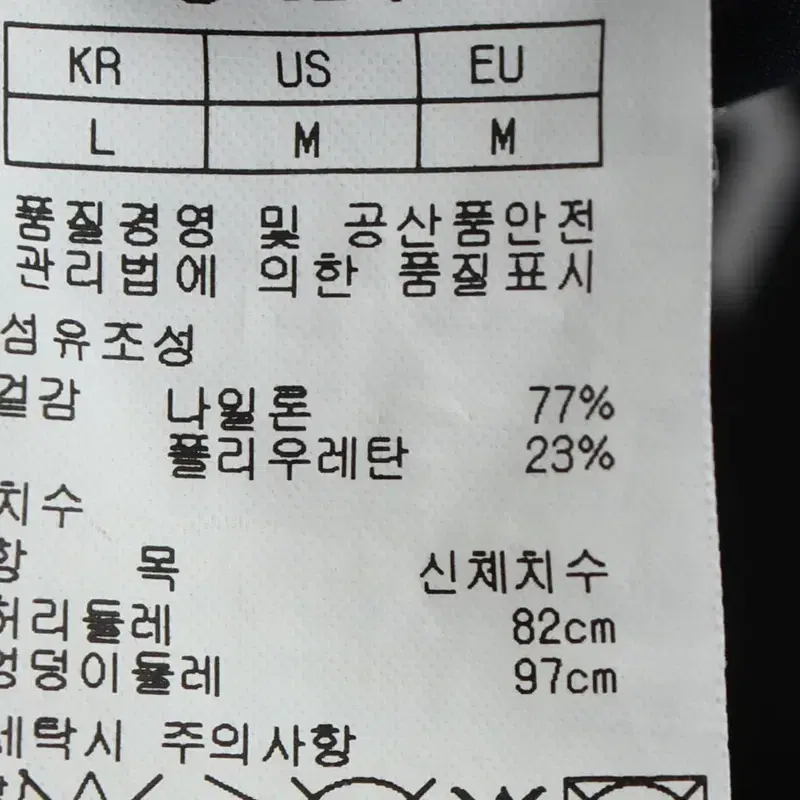 KR US EU
L M M
품질경영 및 공산품안전
관리법에 의한 품질표시
섬유조성
겉감 나일론 77%
폴리우레탄 23%
치수
항 목 신체치수
허리둘레 82cm
엉덩이둘레 97cm
세탁시 주의사항